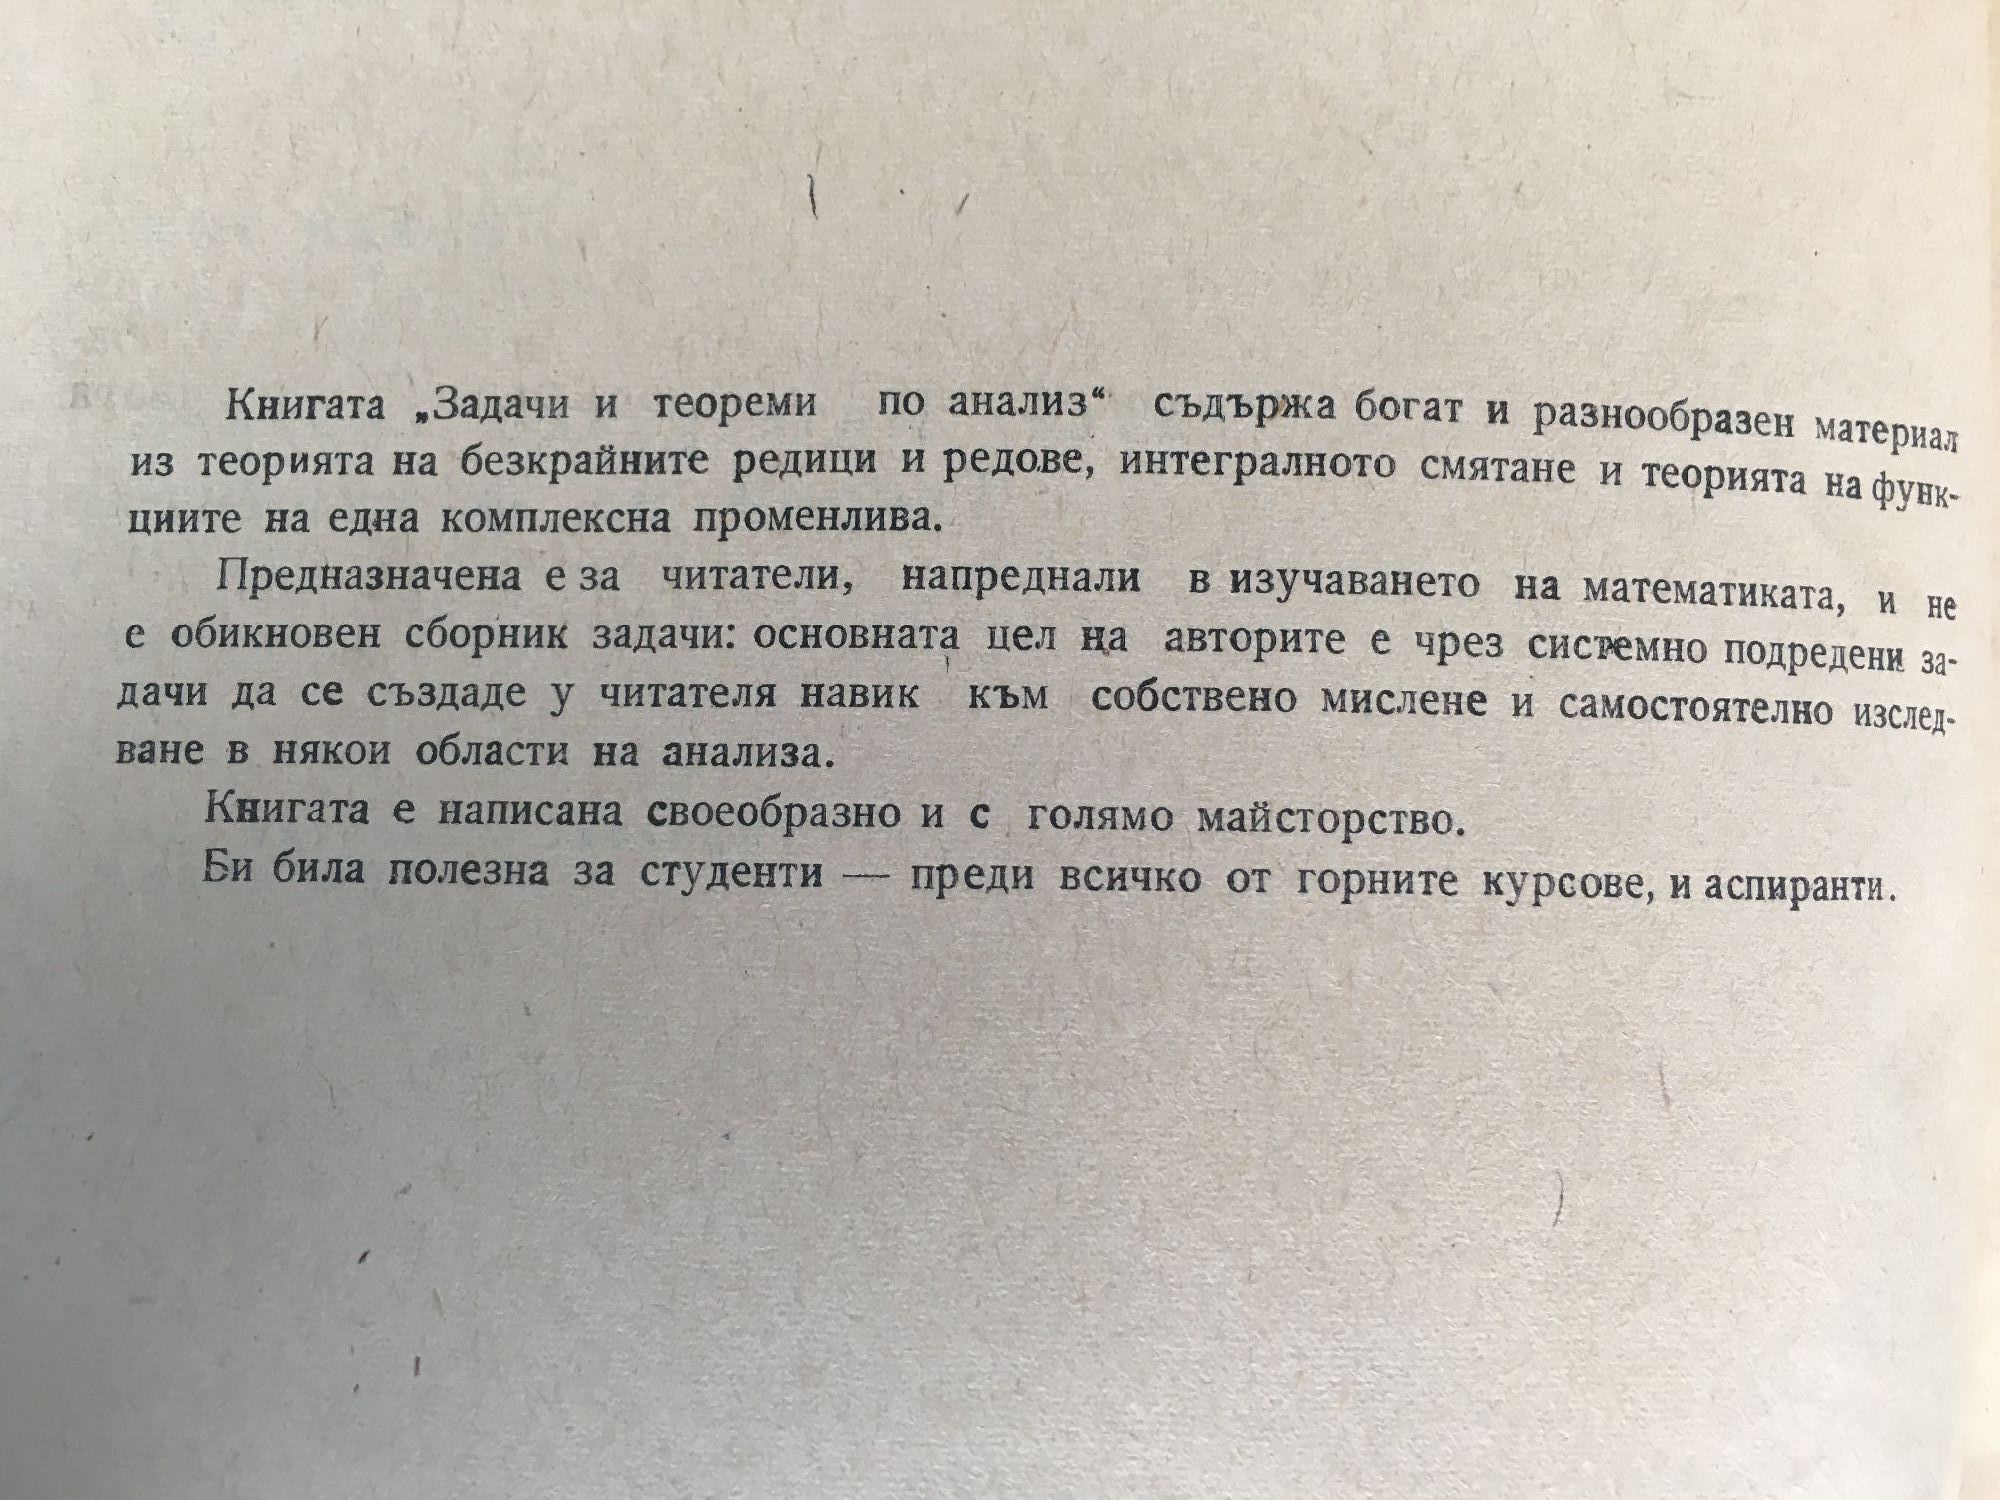 Книгата „Задачи и теореми по анализ“ съдържа богат и разнообразен материал
из теорията на безкрайните редици и редове, интегралното смятане и теорията на функ-
циите на една комплексна променлива.
Предназначена е за читатели, напреднали в изучаването на математиката, и не
е обикновен сборник задачи: основната цел на авторите е чрез системно подредени за-
дачи да се създаде у читателя навик към собствено мислене и самостоятелно изслед-
ване в някои области на анализа.
Книгата е написана своеобразно и с голямо майсторство.
Би била полезна за студенти — преди всичко от горните курсове, и аспиранти.